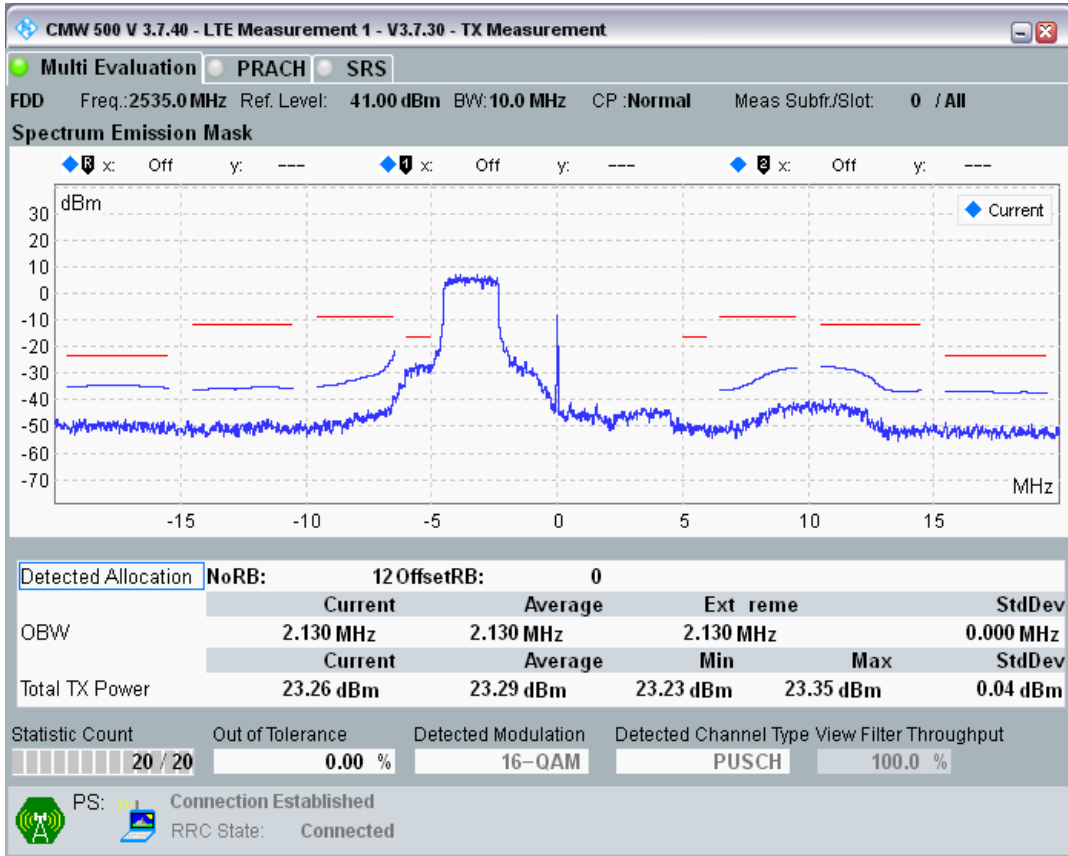 CMW 500 V 3.7.40 - LTE Measurement 1 - V3.7.30 - TX Measurement
Multi Evaluation PRACH SRS
FDD Freq.:2535.0 MHz Ref. Level: 41.00 dBm BW: 10.0 MHz CP :Normal Meas Subfr./Slot: 0 / All
Spectrum Emission Mask
R x: Off y: --- 1 x: Off y: --- 2 x: Off y: ---
dBm
Current
30
20
10
0
-10
-20
-30
-40
-50
-60
-70
MHz
-15 -10 -5 0 5 10 15
Detected Allocation NoRB: 12 OffsetRB: 0
Current Average Ext reme StdDev
OBW 2.130 MHz 2.130 MHz 2.130 MHz 0.000 MHz
Current Average Min Max StdDev
Total TX Power 23.26 dBm 23.29 dBm 23.23 dBm 23.35 dBm 0.04 dBm
Statistic Count Out of Tolerance Detected Modulation Detected Channel Type View Filter Throughput
20 / 20 0.00 % 16-QAM PUSCH 100.0 %
PS: Connection Established
RRC State: Connected